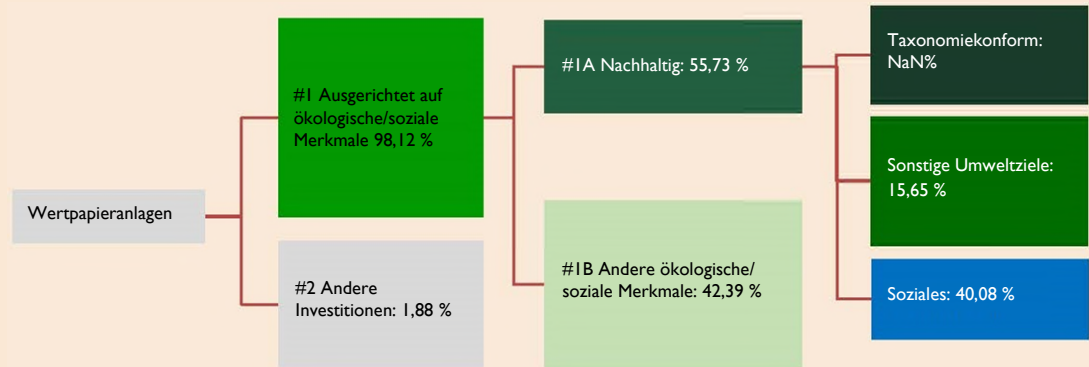 Wertpapieranlagen
#1 Ausgerichtet auf
ökologische/soziale
Merkmale 98,12 %
#2 Andere
Investitionen: 1,88 %
#1A Nachhaltig: 55,73 %
#1B Andere ökologische/
soziale Merkmale: 42,39 %
Taxonomiekonform:
NaN%
Sonstige Umweltziele:
15,65 %
Soziales: 40,08 %